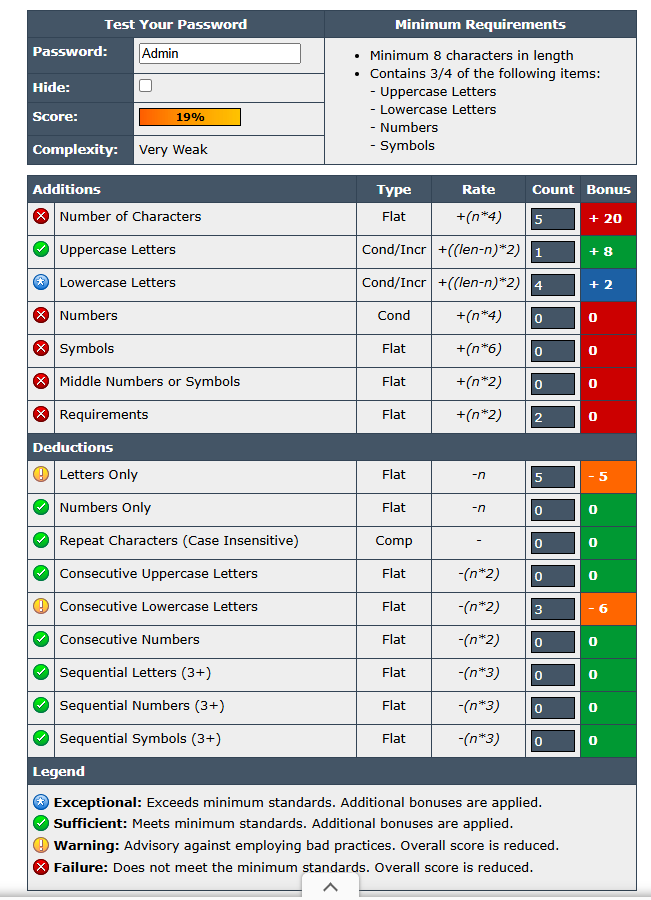 Test Your Password Minimum Requirements
Password: Admin
Hide:
Score: 19%
Complexity: Very Weak
• Minimum 8 characters in length
• Contains 3/4 of the following items:
- Uppercase Letters
- Lowercase Letters
- Numbers
- Symbols
Additions Type Rate Count Bonus
Number of Characters Flat +(n*4) 5 + 20
Uppercase Letters Cond/Incr +((len-n)*2) 1 + 8
Lowercase Letters Cond/Incr +((len-n)*2) 4 + 2
Numbers Cond +(n*4) 0 0
Symbols Flat +(n*6) 0 0
Middle Numbers or Symbols Flat +(n*2) 0 0
Requirements Flat +(n*2) 2 0
Deductions
Letters Only Flat -n 5 - 5
Numbers Only Flat -n 0 0
Repeat Characters (Case Insensitive) Comp - 0 0
Consecutive Uppercase Letters Flat -(n*2) 0 0
Consecutive Lowercase Letters Flat -(n*2) 3 - 6
Consecutive Numbers Flat -(n*2) 0 0
Sequential Letters (3+) Flat -(n*3) 0 0
Sequential Numbers (3+) Flat -(n*3) 0 0
Sequential Symbols (3+) Flat -(n*3) 0 0
Legend
Exceptional: Exceeds minimum standards. Additional bonuses are applied.
Sufficient: Meets minimum standards. Additional bonuses are applied.
Warning: Advisory against employing bad practices. Overall score is reduced.
Failure: Does not meet the minimum standards. Overall score is reduced.